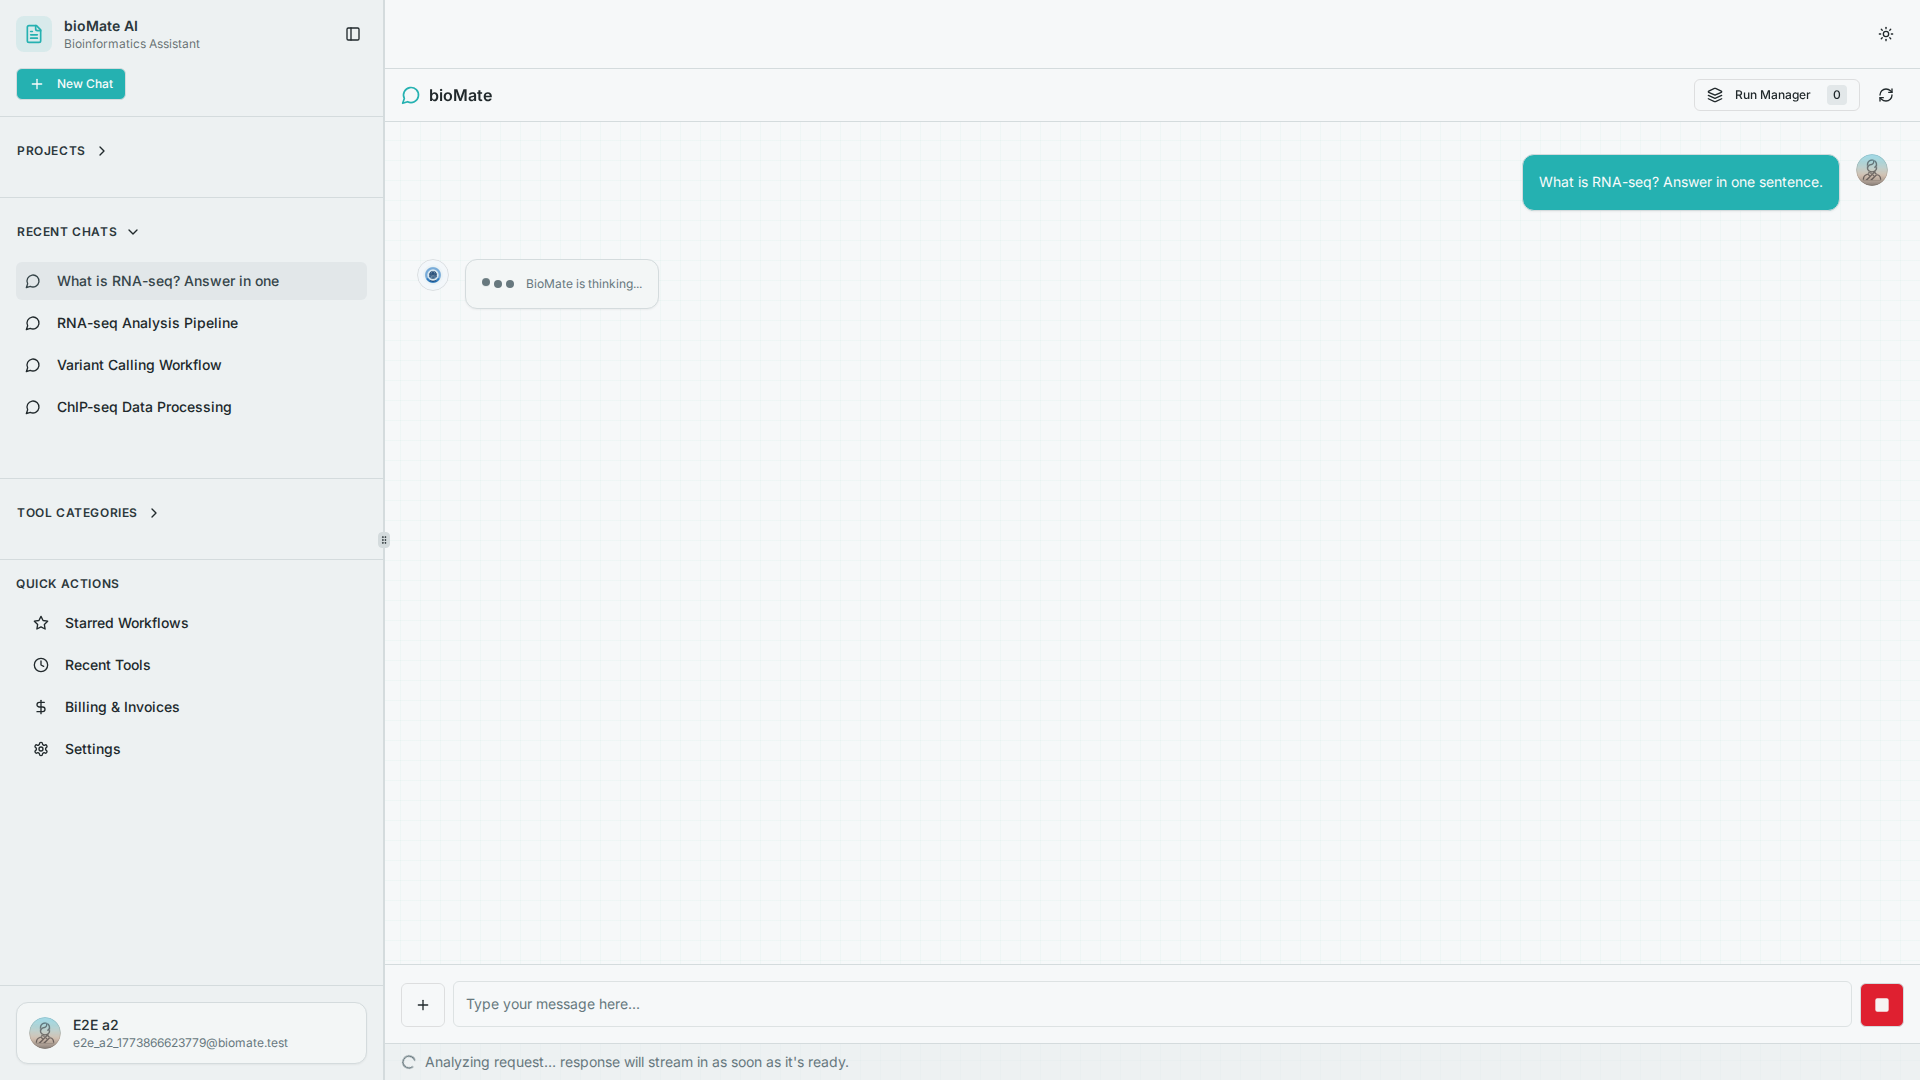 bioMate AI
Bioinformatics Assistant
New Chat
PROJECTS
RECENT CHATS
What is RNA-seq? Answer in one
RNA-seq Analysis Pipeline
Variant Calling Workflow
ChIP-seq Data Processing
TOOL CATEGORIES
QUICK ACTIONS
Starred Workflows
Recent Tools
Billing & Invoices
Settings
E2E a2
e2e_a2_1773866623779@biomate.test
bioMate
Run Manager 0
What is RNA-seq? Answer in one sentence.
BioMate is thinking...
Type your message here...
Analyzing request... response will stream in as soon as it's ready.